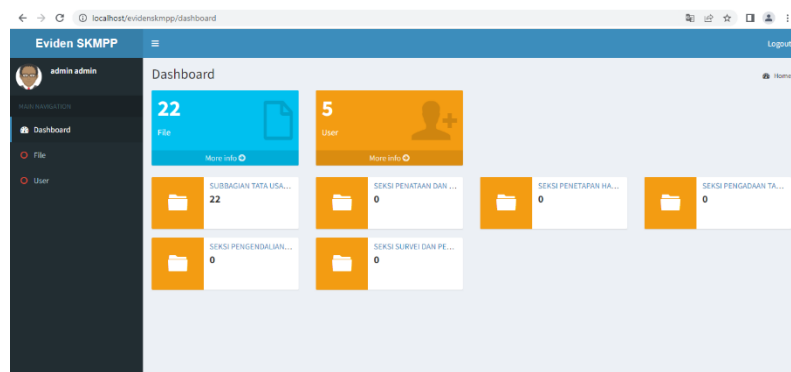 localhost/evidenskmpp/dashboard
Eviden SKMPP
Logout
admin admin
Dashboard
Home
MAIN NAVIGATION
Dashboard
File
User
22
File
More info
5
User
More info
SUBBAGIAN TATA USA...
22
SEKSI PENATAAN DAN ...
0
SEKSI PENETAPAN HA...
0
SEKSI PENGADAAN TA...
0
SEKSI PENGENDALIAN...
0
SEKSI SURVEI DAN PE...
0